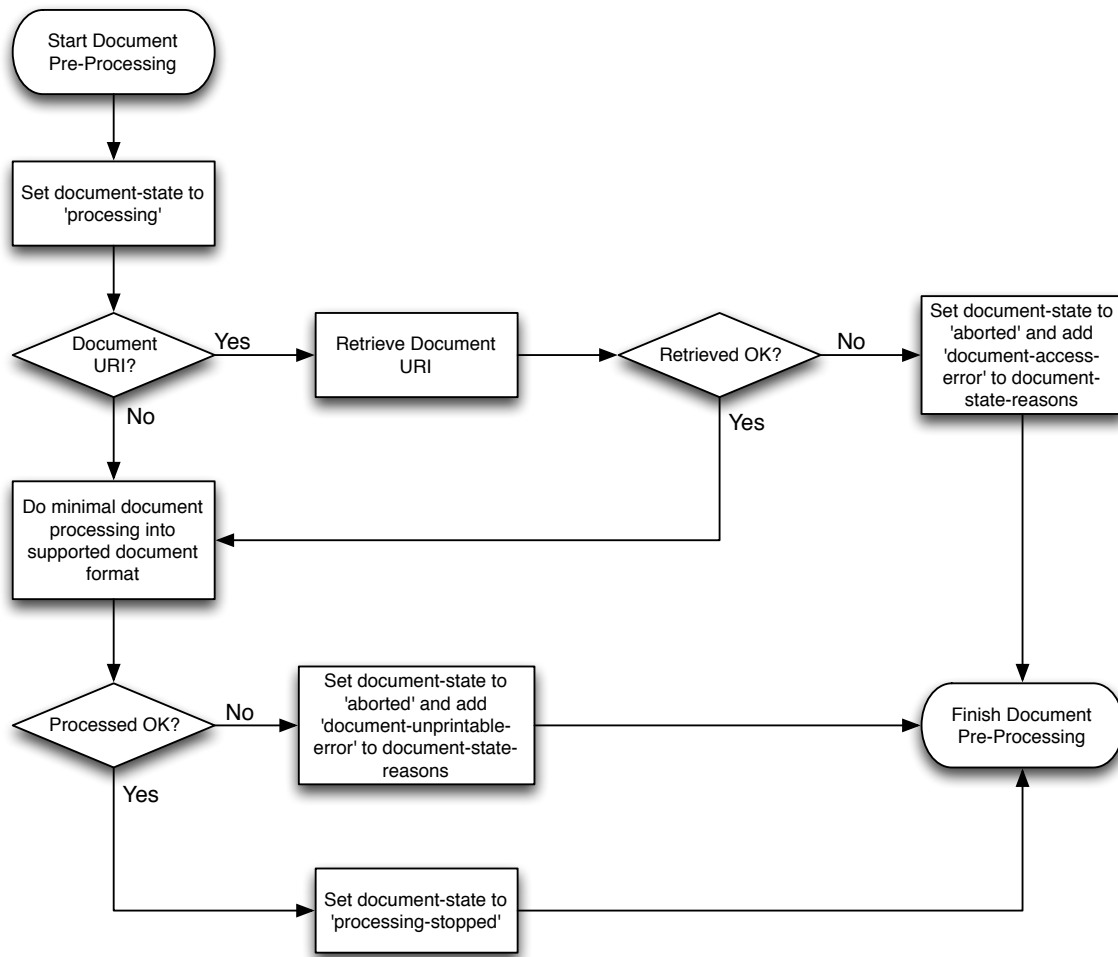 Start Document
Pre-Processing
Set document-state to
'processing'
Document
URI?
Yes
No
Retrieve Document
URI
Retrieved OK?
No
Yes
Set document-state to
'aborted' and add
'document-access-
error' to document-
state-reasons
Do minimal document
processing into
supported document
format
Processed OK?
No
Yes
Set document-state to
'aborted' and add
'document-unprintable-
error' to document-state-
reasons
Finish Document
Pre-Processing
Set document-state to
'processing-stopped'